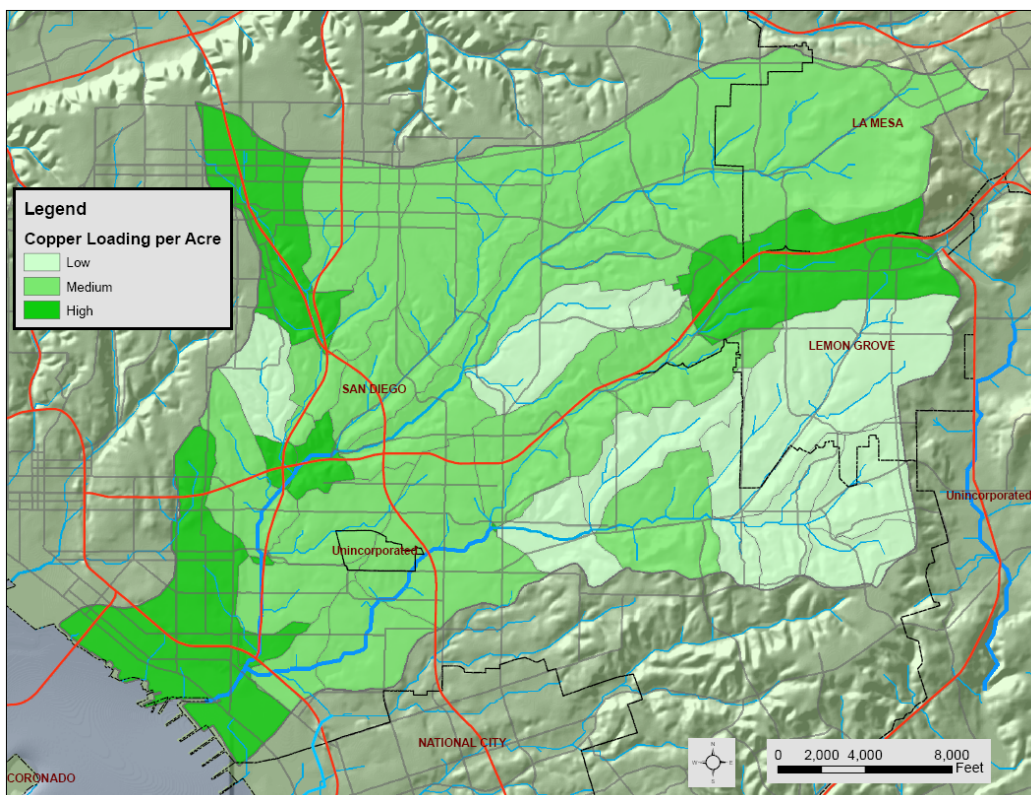 LA MESA
Legend
Copper Loading per Acre
Low
Medium
High
LEMON GROVE
SAN DIEGO
Unincorporated
Unincorporated
NATIONAL CITY
CORONADO
N
W
E
S
0 2,000 4,000 8,000
Feet